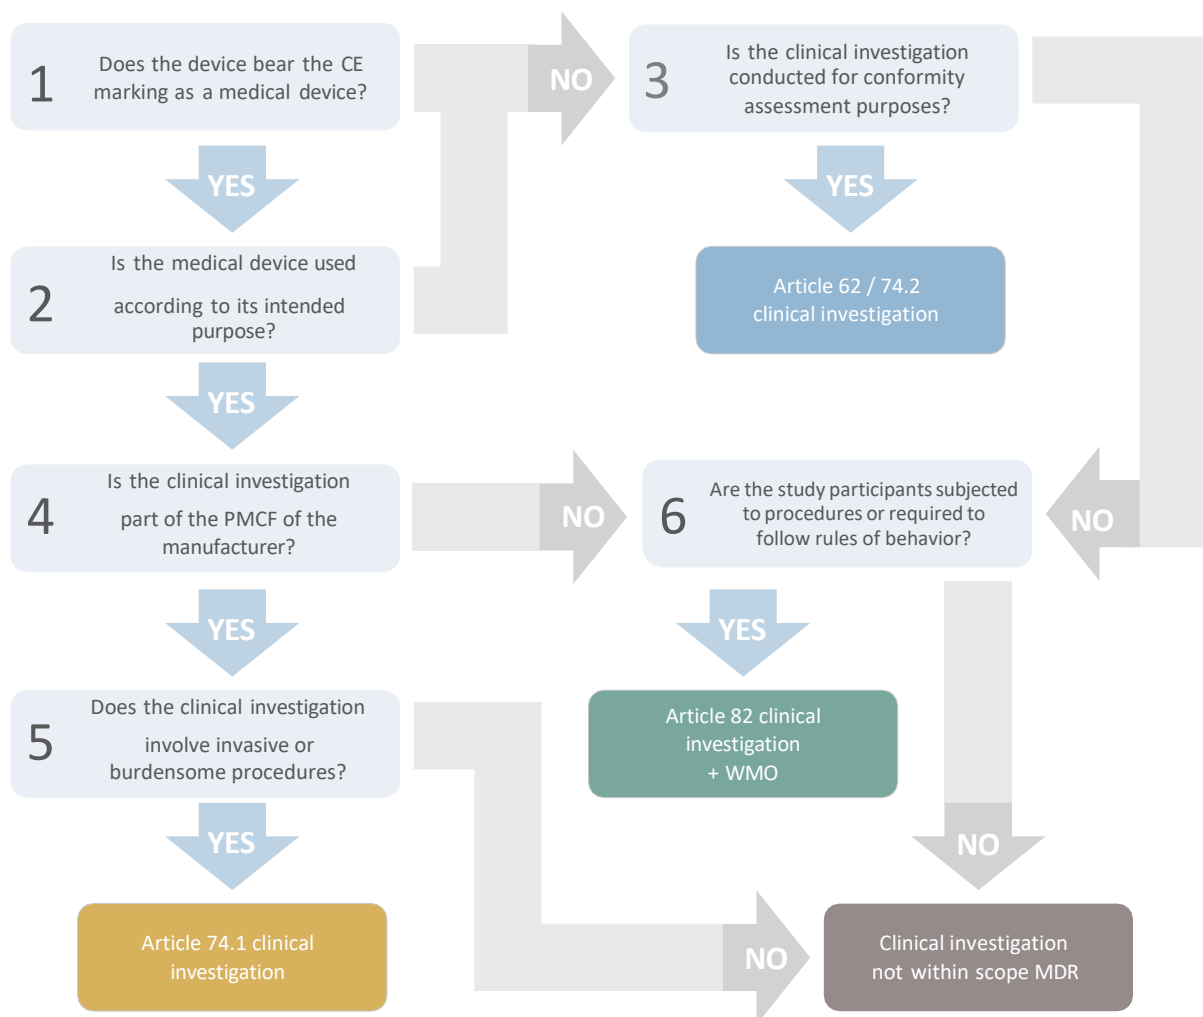 1
Does the device bear the CE
marking as a medical device?
NO
3
Is the clinical investigation
conducted for conformity
assessment purposes?
YES
YES
2
Is the medical device used
according to its intended
purpose?
Article 62 / 74.2
clinical investigation
YES
4
Is the clinical investigation
part of the PMCF of the
manufacturer?
NO
6
Are the study participants subjected
to procedures or required to
follow rules of behavior?
NO
YES
YES
5
Does the clinical investigation
involve invasive or
burdensome procedures?
Article 82 clinical
investigation
+ WMO
YES
NO
Article 74.1 clinical
investigation
NO
Clinical investigation
not within scope MDR